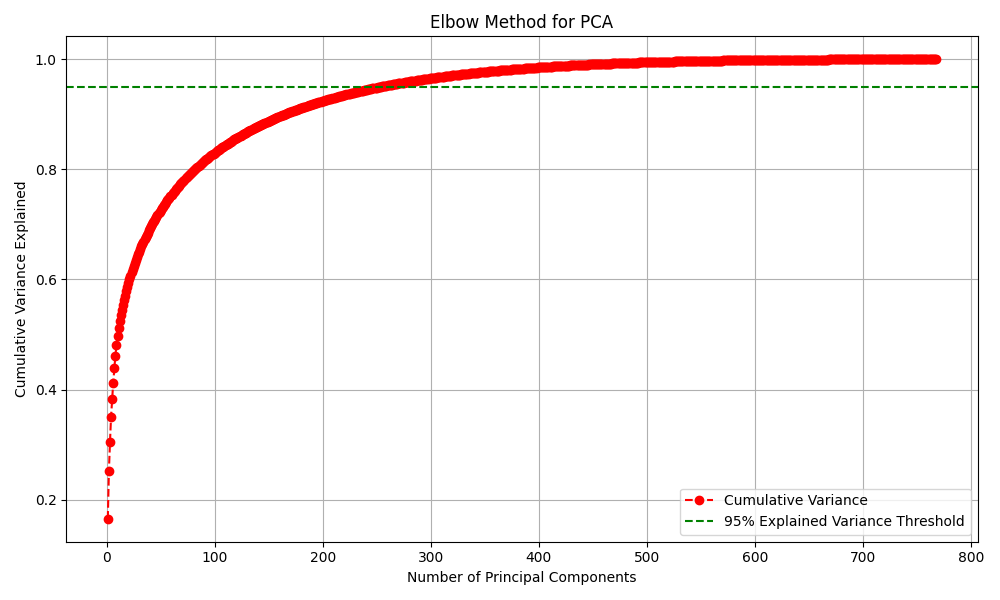 Elbow Method for PCA
Cumulative Variance Explained
1.0
0.8
0.6
0.4
0.2
0 100 200 300 400 500 600 700 800
Number of Principal Components
Cumulative Variance
95% Explained Variance Threshold